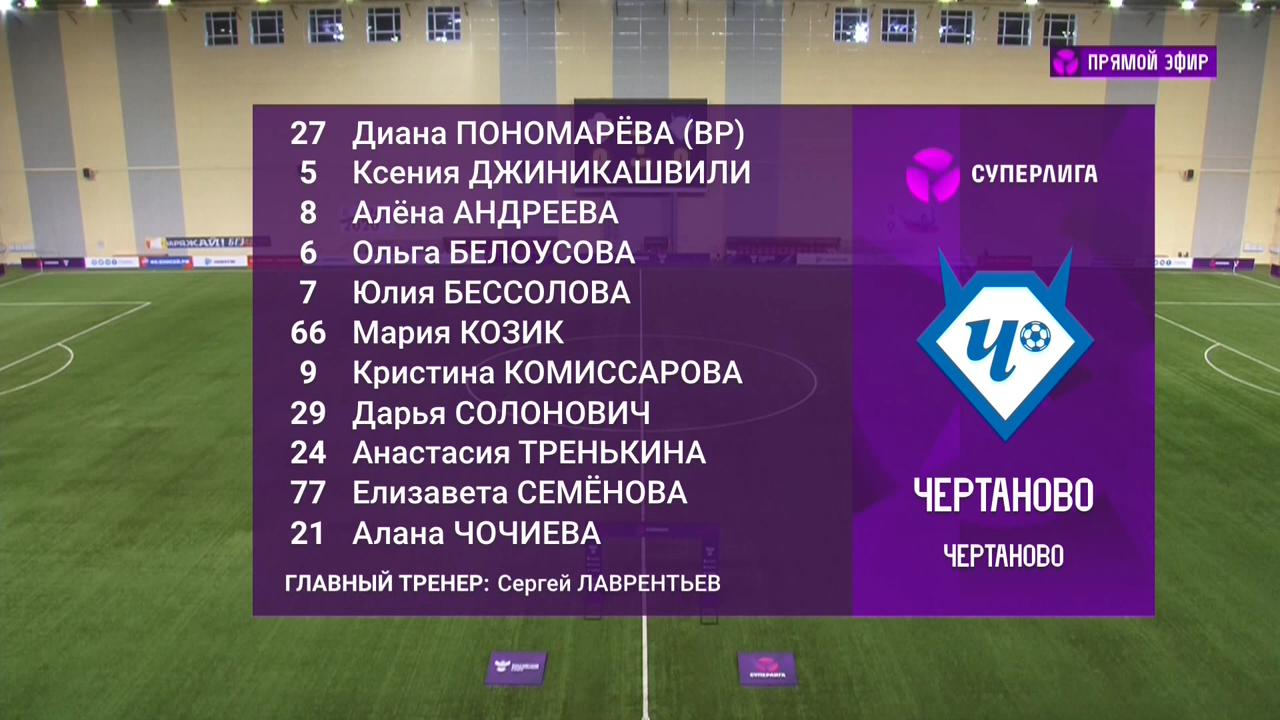 ПРЯМОЙ ЭФИР
27 Диана ПОНОМАРЁВА (ВР)
5 Ксения ДЖИНИКАШВИЛИ
8 Алёна АНДРЕЕВА
6 Ольга БЕЛОУСОВА
7 Юлия БЕССОЛОВА
66 Мария КОЗИК
9 Кристина КОМИССАРОВА
29 Дарья СОЛОНОВИЧ
24 Анастасия ТРЕНЬКИНА
77 Елизавета СЕМЁНОВА
21 Алана ЧОЧИЕВА
ГЛАВНЫЙ ТРЕНЕР: Сергей ЛАВРЕНТЬЕВ
СУПЕРЛИГА
Ч
ЧЕРТАНОВО
ЧЕРТАНОВО
СУПЕРЛИГА